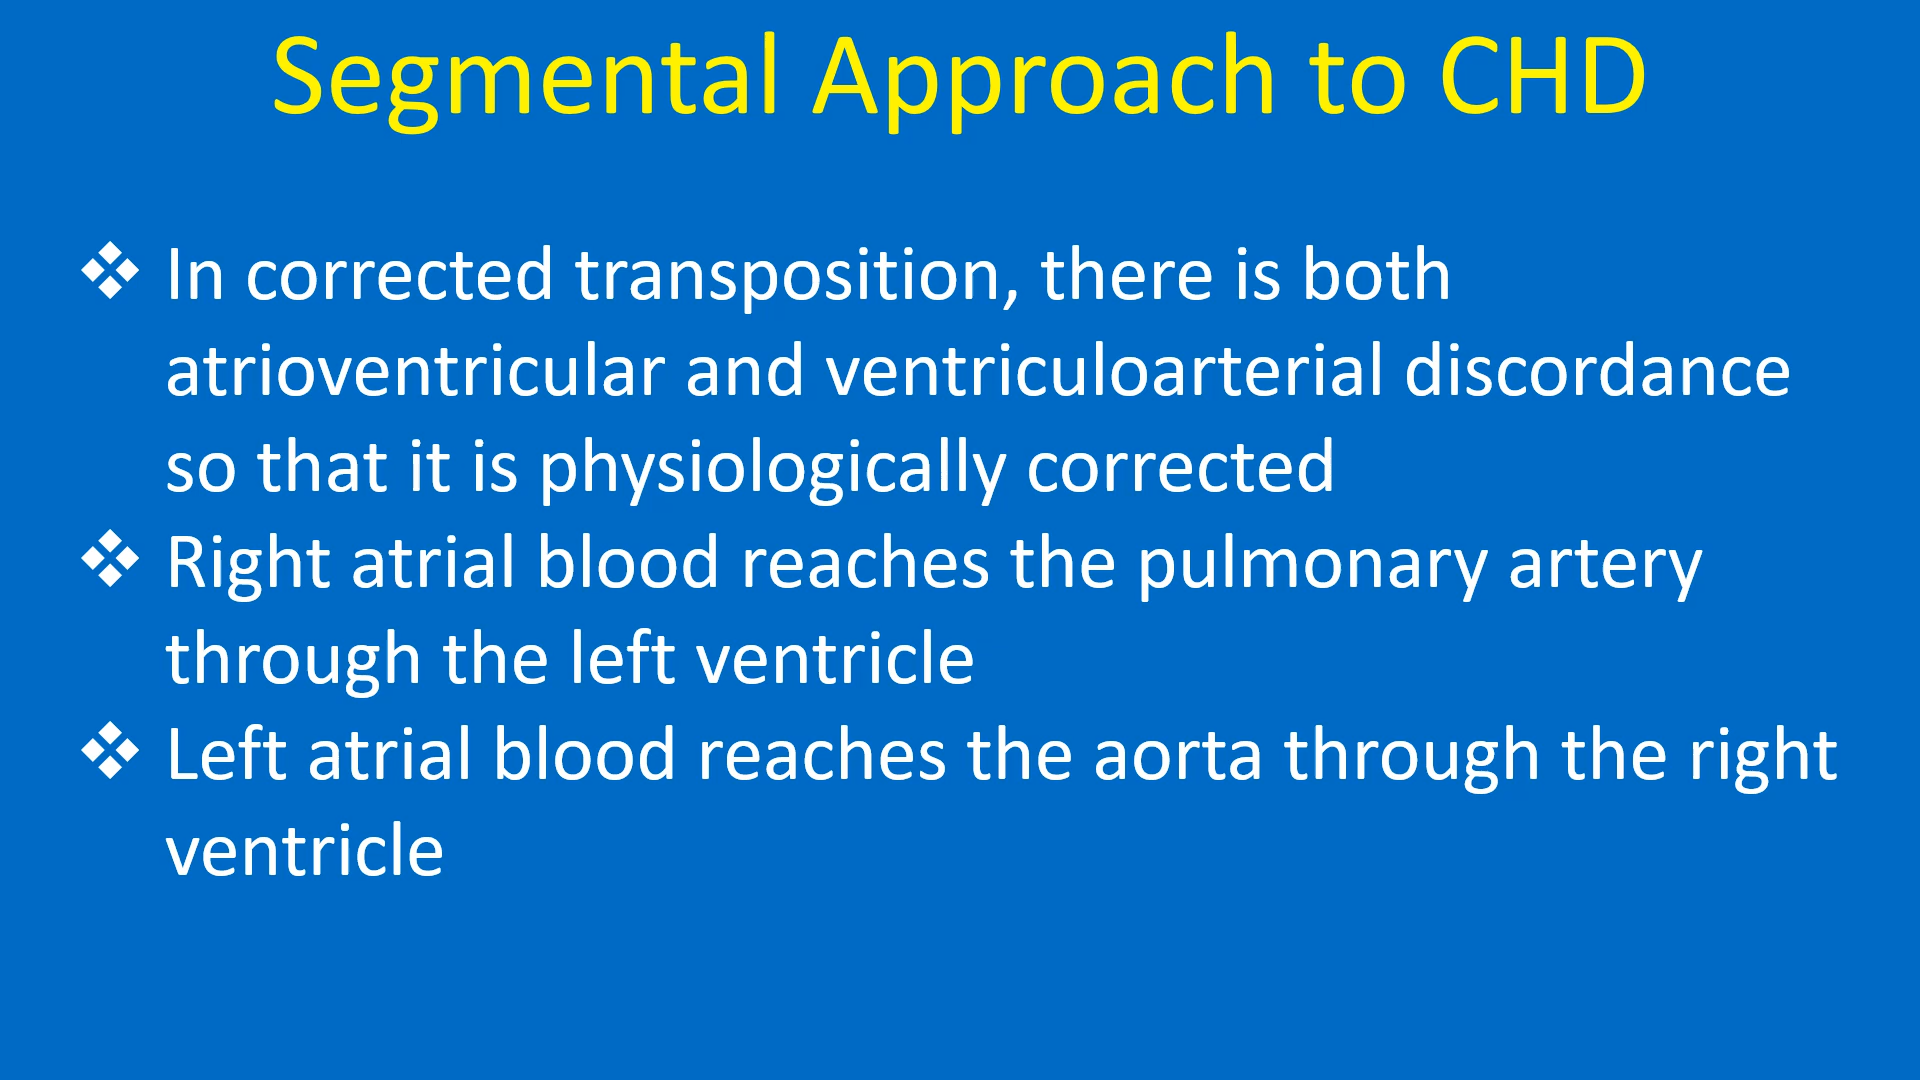 Segmental Approach to CHD
❖ In corrected transposition, there is both
atrioventricular and ventriculoarterial discordance
so that it is physiologically corrected
❖ Right atrial blood reaches the pulmonary artery
through the left ventricle
❖ Left atrial blood reaches the aorta through the right
ventricle